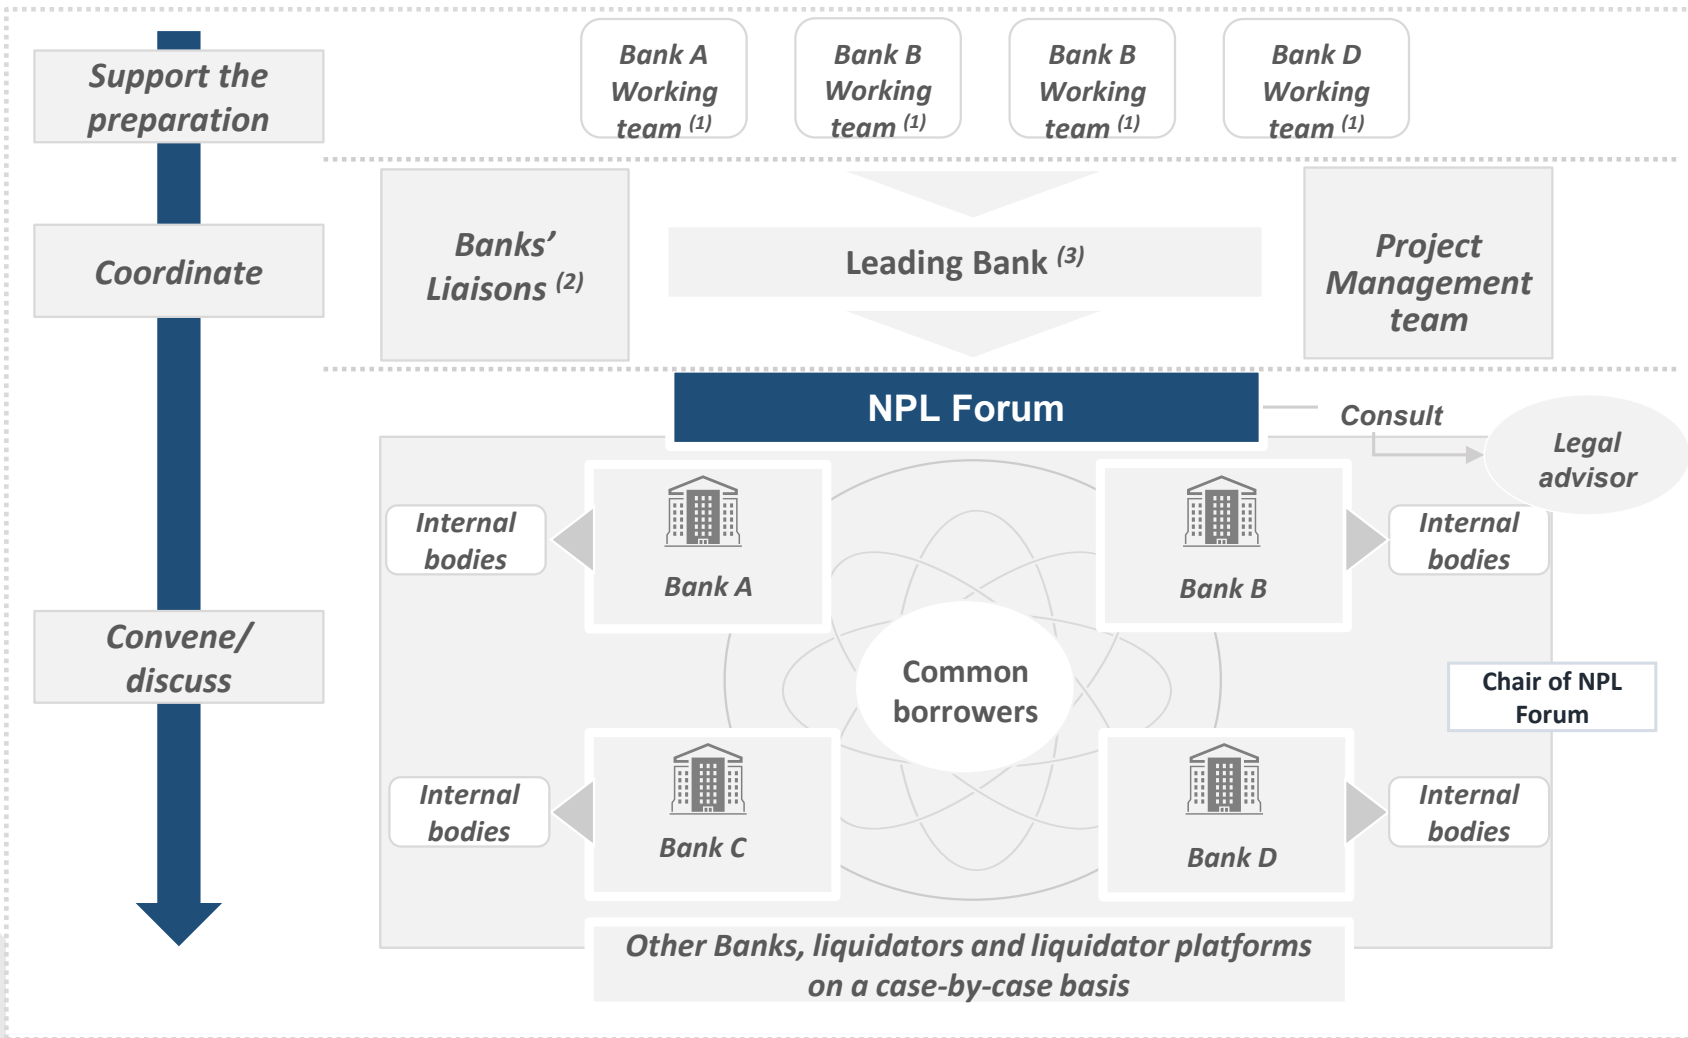 Support the
preparation
Bank A
Working
team (1)
Bank B
Working
team (1)
Bank B
Working
team (1)
Bank D
Working
team (1)
Coordinate
Banks’
Liaisons (2)
Leading Bank (3)
Project
Management
team
NPL Forum
Consult
Legal
advisor
Internal
bodies
Bank A
Bank B
Internal
bodies
Convene/
discuss
Common
borrowers
Chair of NPL
Forum
Internal
bodies
Bank C
Bank D
Internal
bodies
Other Banks, liquidators and liquidator platforms
on a case-by-case basis